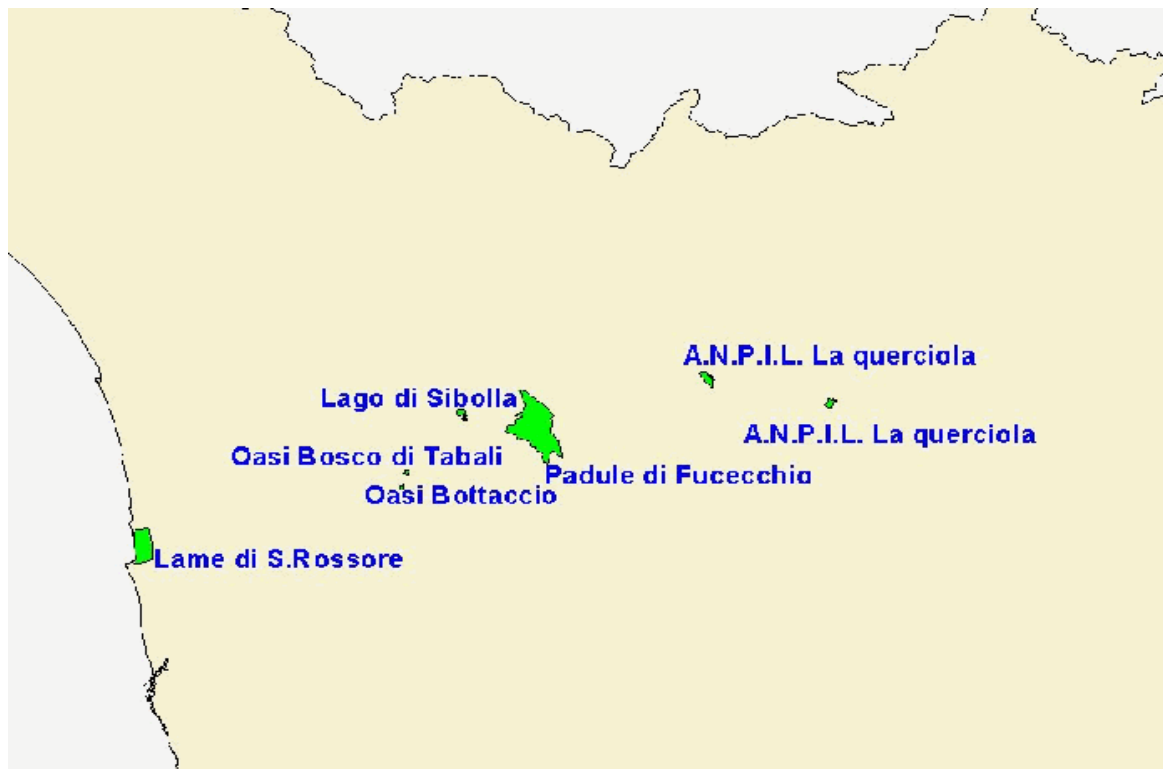 A.N.P.I.L. La querciola
Lago di Sibolla
A.N.P.I.L. La querciola
Oasi Bosco di Tabali
Padule di Fucecchio
Oasi Bottaccio
Lame di S.Rossore